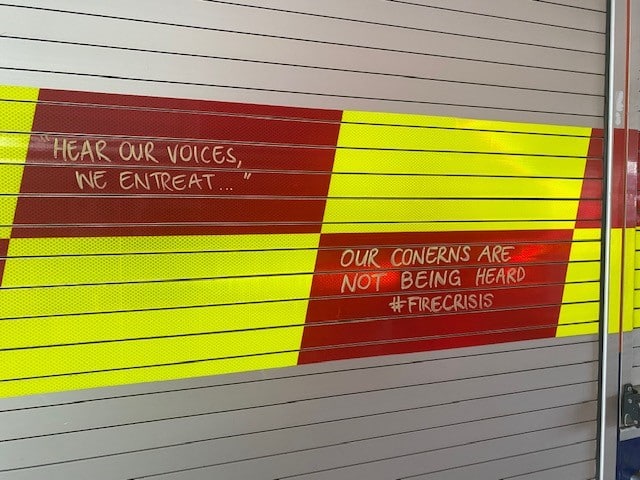 "HEAR OUR VOICES,
WE ENTREAT..."
OUR CONERNS ARE
NOT BEING HEARD
#FIRECRISIS